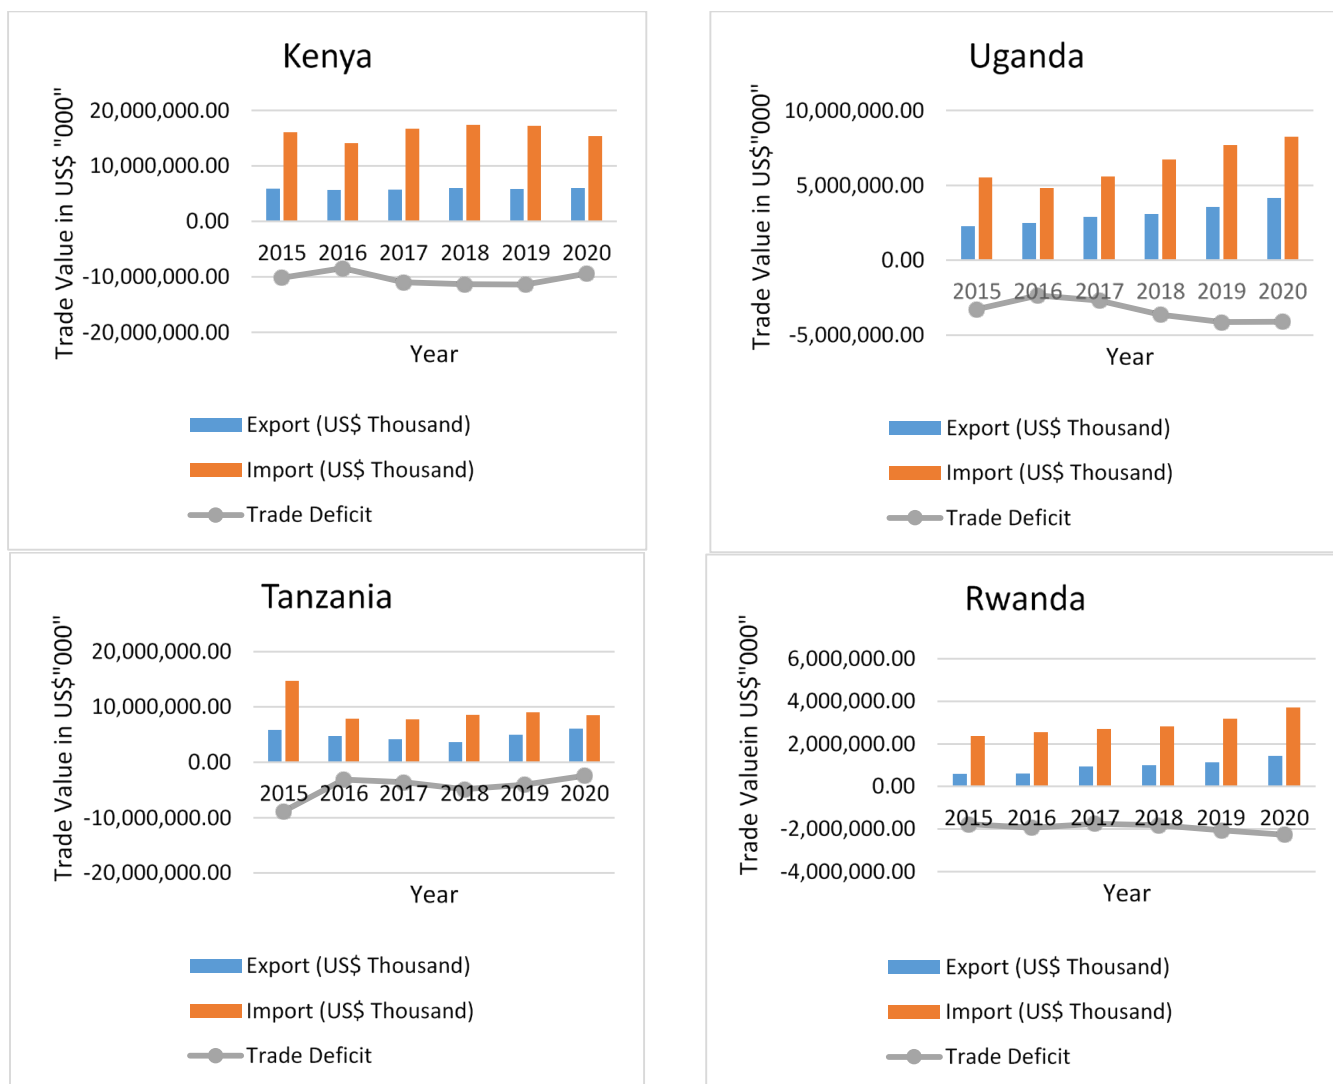 Kenya
Trade Value in US$ "000"
20,000,000.00
10,000,000.00
0.00
-10,000,000.00
-20,000,000.00
2015 2016 2017 2018 2019 2020
Year
Export (US$ Thousand)
Import (US$ Thousand)
Trade Deficit
Uganda
Trade Value in US$"000"
10,000,000.00
5,000,000.00
0.00
-5,000,000.00
2015 2016 2017 2018 2019 2020
Year
Export (US$ Thousand)
Import (US$ Thousand)
Trade Deficit
Tanzania
Trade Value in US$"000"
20,000,000.00
10,000,000.00
0.00
-10,000,000.00
-20,000,000.00
2015 2016 2017 2018 2019 2020
Year
Export (US$ Thousand)
Import (US$ Thousand)
Trade Deficit
Rwanda
Trade Valuein US$"000"
6,000,000.00
4,000,000.00
2,000,000.00
0.00
-2,000,000.00
-4,000,000.00
2015 2016 2017 2018 2019 2020
Year
Export (US$ Thousand)
Import (US$ Thousand)
Trade Deficit